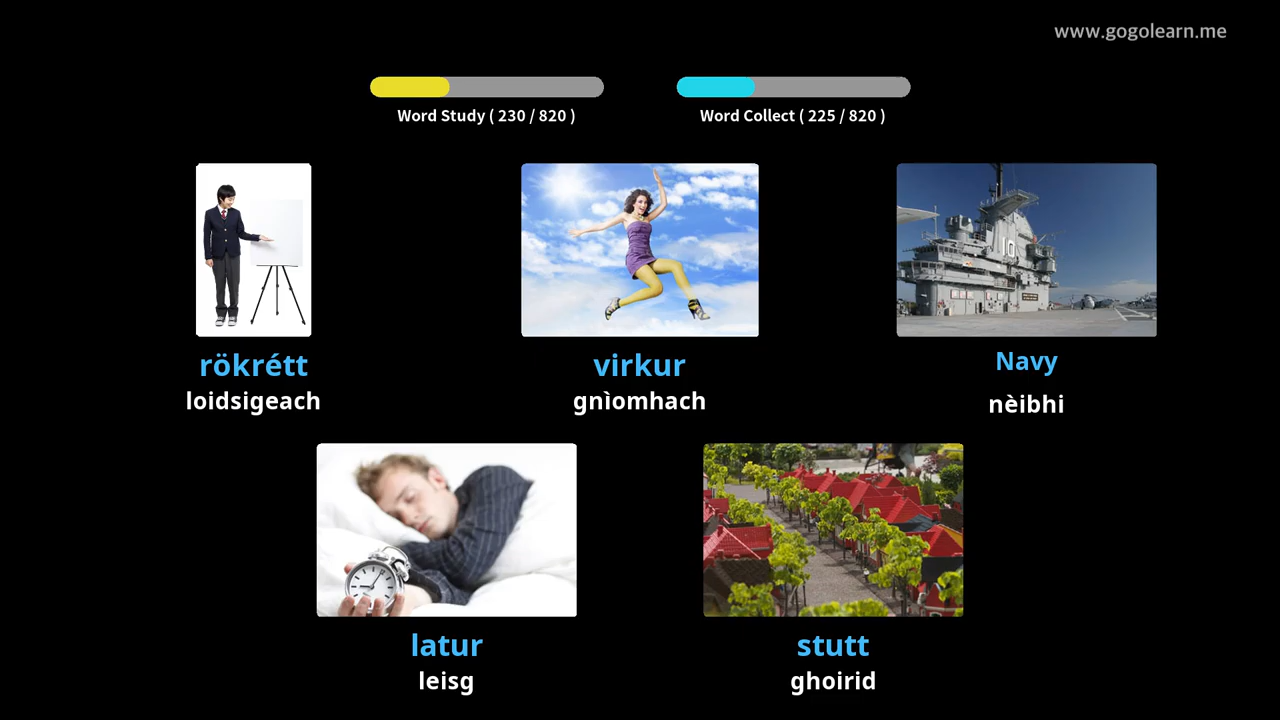 www.gogolearn.me
Word Study ( 230 / 820 )
Word Collect ( 225 / 820 )
rökrétt
loidsigeach
virkur
gnìomhach
Navy
nèibhi
latur
leisg
stutt
ghoirid